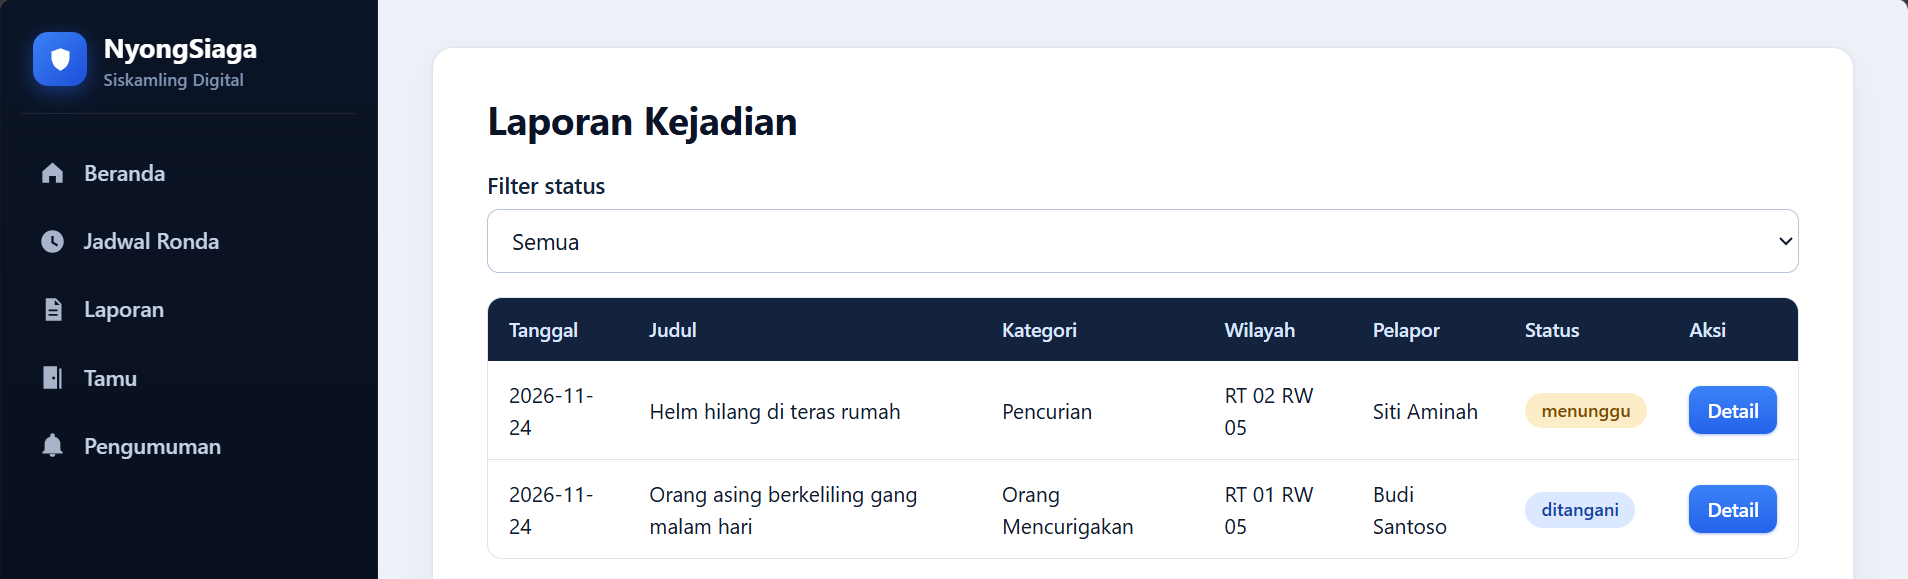 NyongSiaga
Siskamling Digital
Beranda
Jadwal Ronda
Laporan
Tamu
Pengumuman
Laporan Kejadian
Filter status
Semua
Tanggal Judul Kategori Wilayah Pelapor Status Aksi
2026-11-24 Helm hilang di teras rumah Pencurian RT 02 RW 05 Siti Aminah menunggu Detail
2026-11-24 Orang asing berkeliling gang malam hari Orang Mencurigakan RT 01 RW 05 Budi Santoso ditangani Detail